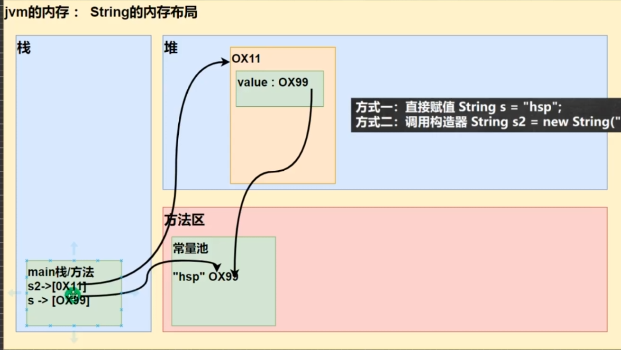 jvm的内存： String的内存布局
栈
堆
OX11
value：OX99
方式一：直接赋值 String s = "hsp";
方式二：调用构造器 String s2 = new String("
方法区
常量池
"hsp" OX99
main栈/方法
s2->[0X11]
s -> [OX99]